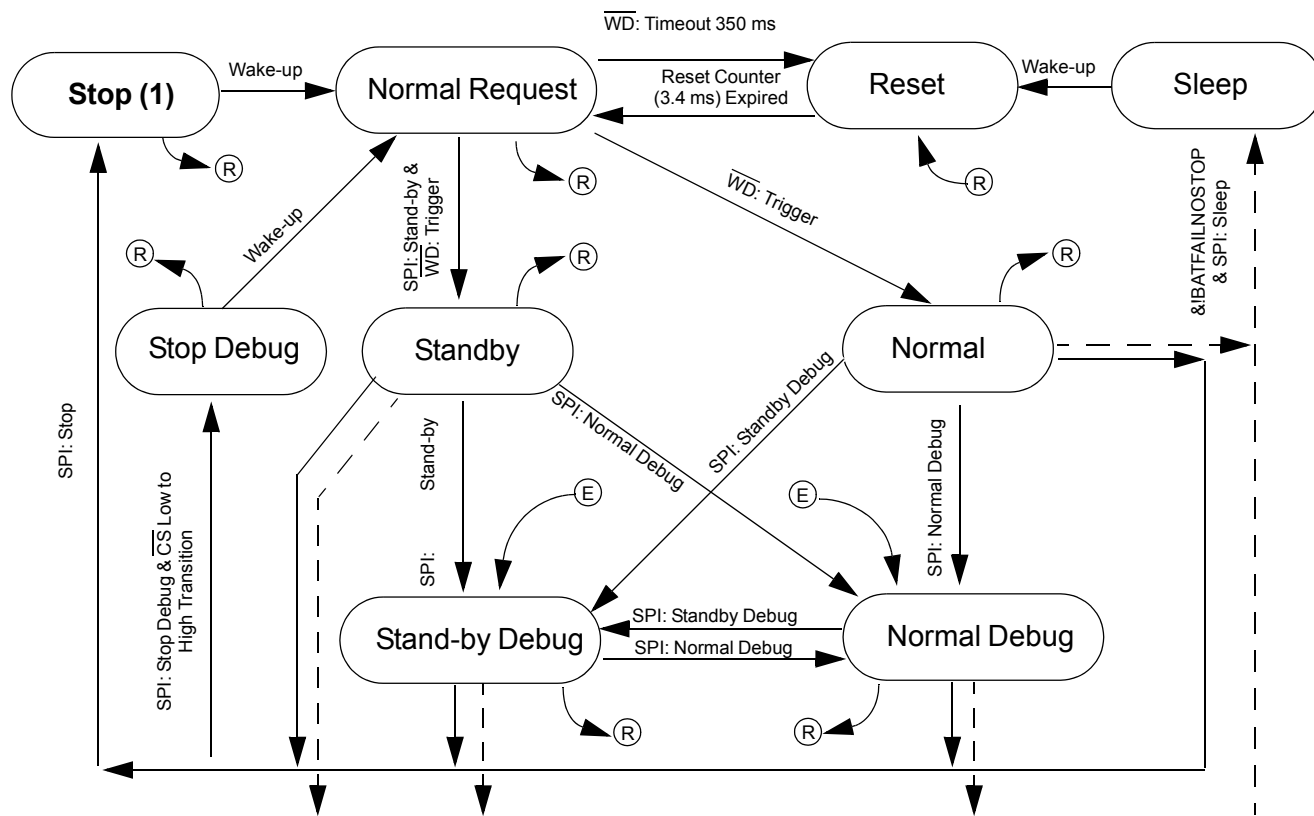 WD: Timeout 350 ms
Wake-up
Reset Counter
(3.4 ms) Expired
Wake-up
Stop (1)
Normal Request
Reset
Sleep
R
R
R
SPI: Stand-by &
WD: Trigger
WD: Trigger
&!BATFAILNOSTOP
& SPI: Sleep
Wake-up
R
R
R
Stop Debug
Standby
Normal
SPI: Stop
SPI: Stop Debug & CS Low to
High Transition
SPI: Stand-by
SPI: Normal Debug
SPI: Standby Debug
SPI: Normal Debug
E
E
Stand-by Debug
SPI: Standby Debug
SPI: Normal Debug
Normal Debug
R
R